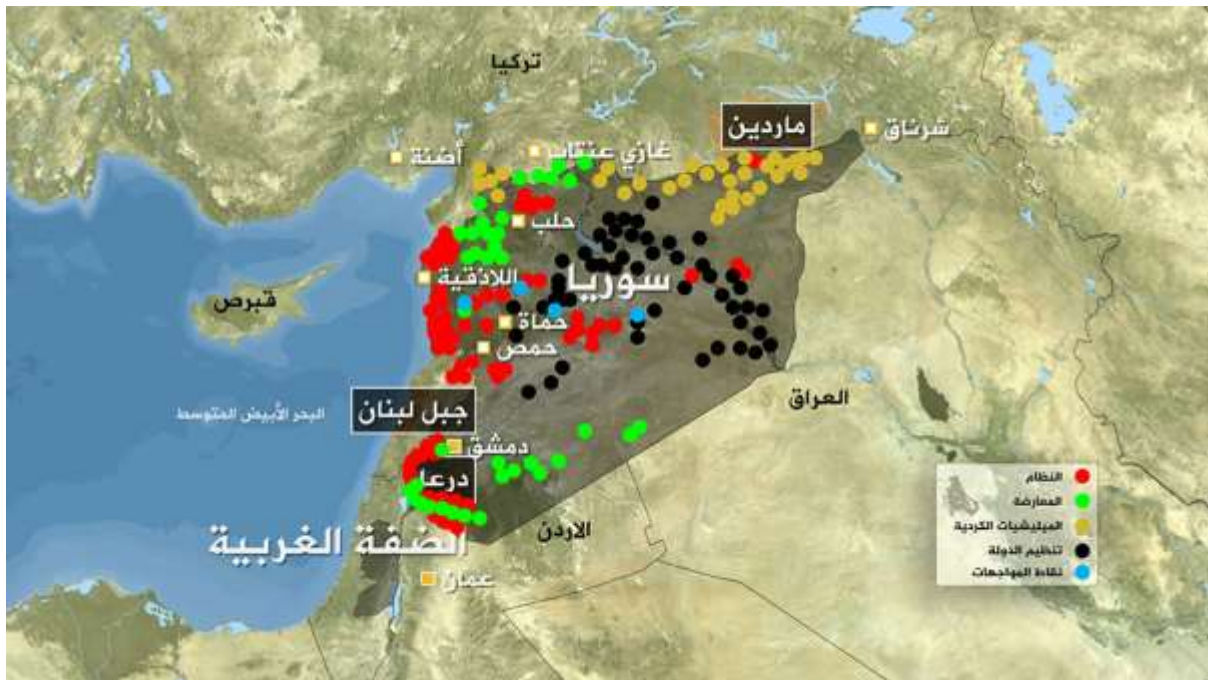 تركيا
ماردين
شرناق
غازي عنتاب
أضنة
حلب
سوريا
اللاذقية
قبرص
حماة
حمص
العراق
جبل لبنان
البحر الأبيض المتوسط
دمشق
درعا
الاردن
الضفة الغربية
عمان
النظام
المعارضة
الميليشيات الكردية
تنظيم الدولة
نقاط المواجهات